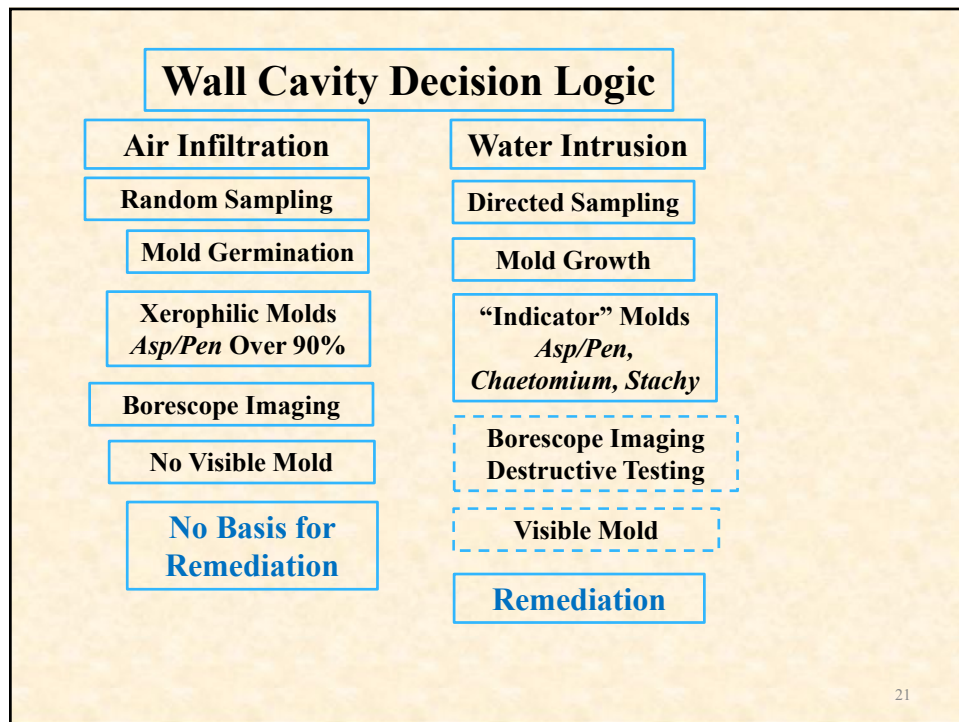 Wall Cavity Decision Logic
Air Infiltration
Random Sampling
Mold Germination
Xerophilic Molds
Asp/Pen Over 90%
Borescope Imaging
No Visible Mold
No Basis for
Remediation
Water Intrusion
Directed Sampling
Mold Growth
“Indicator” Molds
Asp/Pen,
Chaetomium, Stachy
Borescope Imaging
Destructive Testing
Visible Mold
Remediation
21